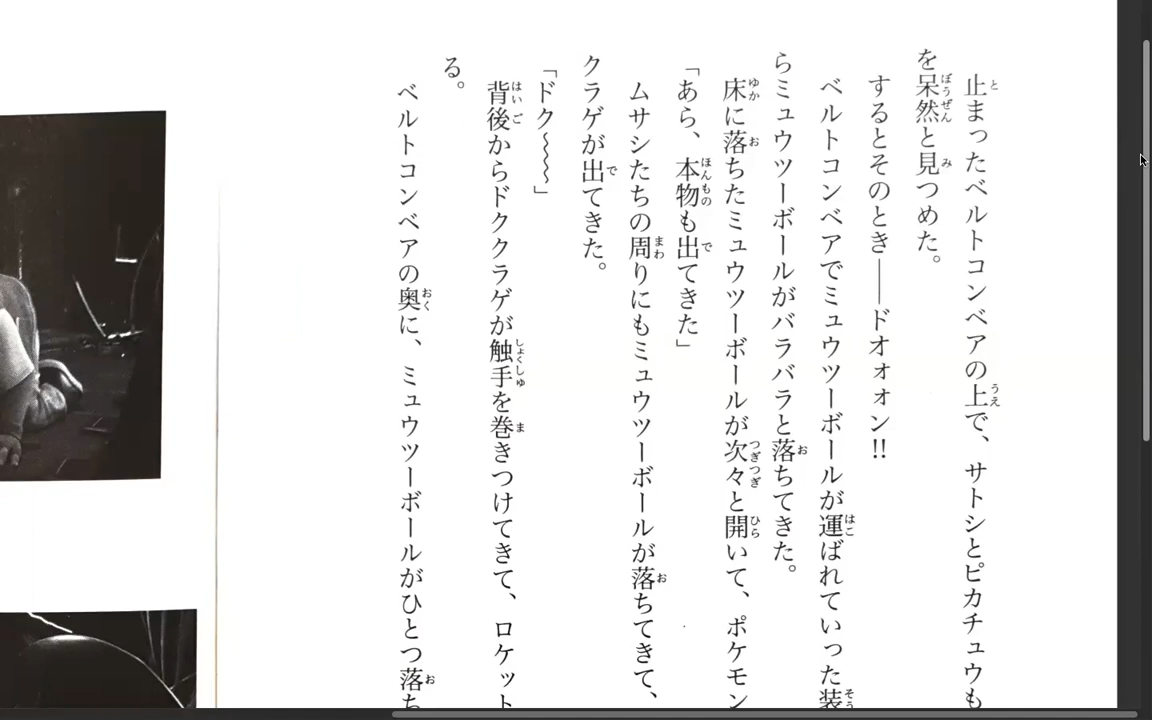 止まったベルトコンベアの上で、サトシとピカチュウも
を呆然と見つめた。
するとそのとき――ドオォォン!!
ベルトコンベアでミュウツーボールが運ばれていった装
らミュウツーボールがバラバラと落ちてきた。
床に落ちたミュウツーボールが次々と開いて、ポケモン
「あら、本物も出てきた」
ムサシたちの周りにもミュウツーボールが落ちてきて、
クラゲが出てきた。
「ドク〜〜〜」
背後からドククラゲが触手を巻きつけてきて、ロケット
る。
ベルトコンベアの奥に、ミュウツーボールがひとつ落ち